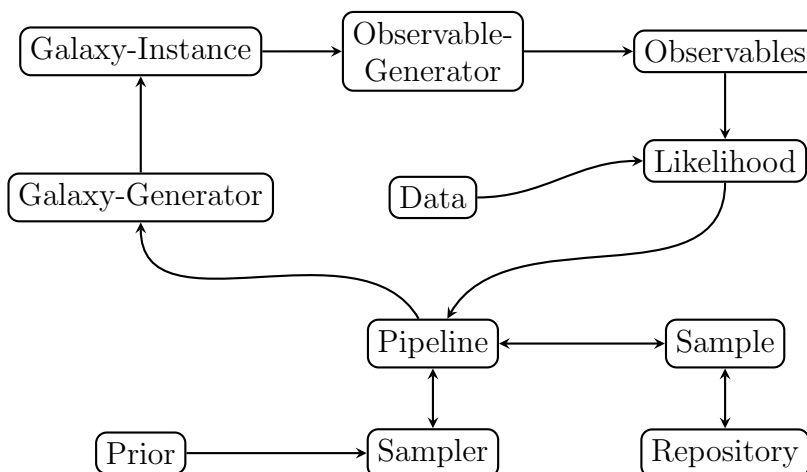 Galaxy-Instance
Observable-
Generator
Observables
Galaxy-Generator
Data
Likelihood
Pipeline
Sample
Prior
Sampler
Repository